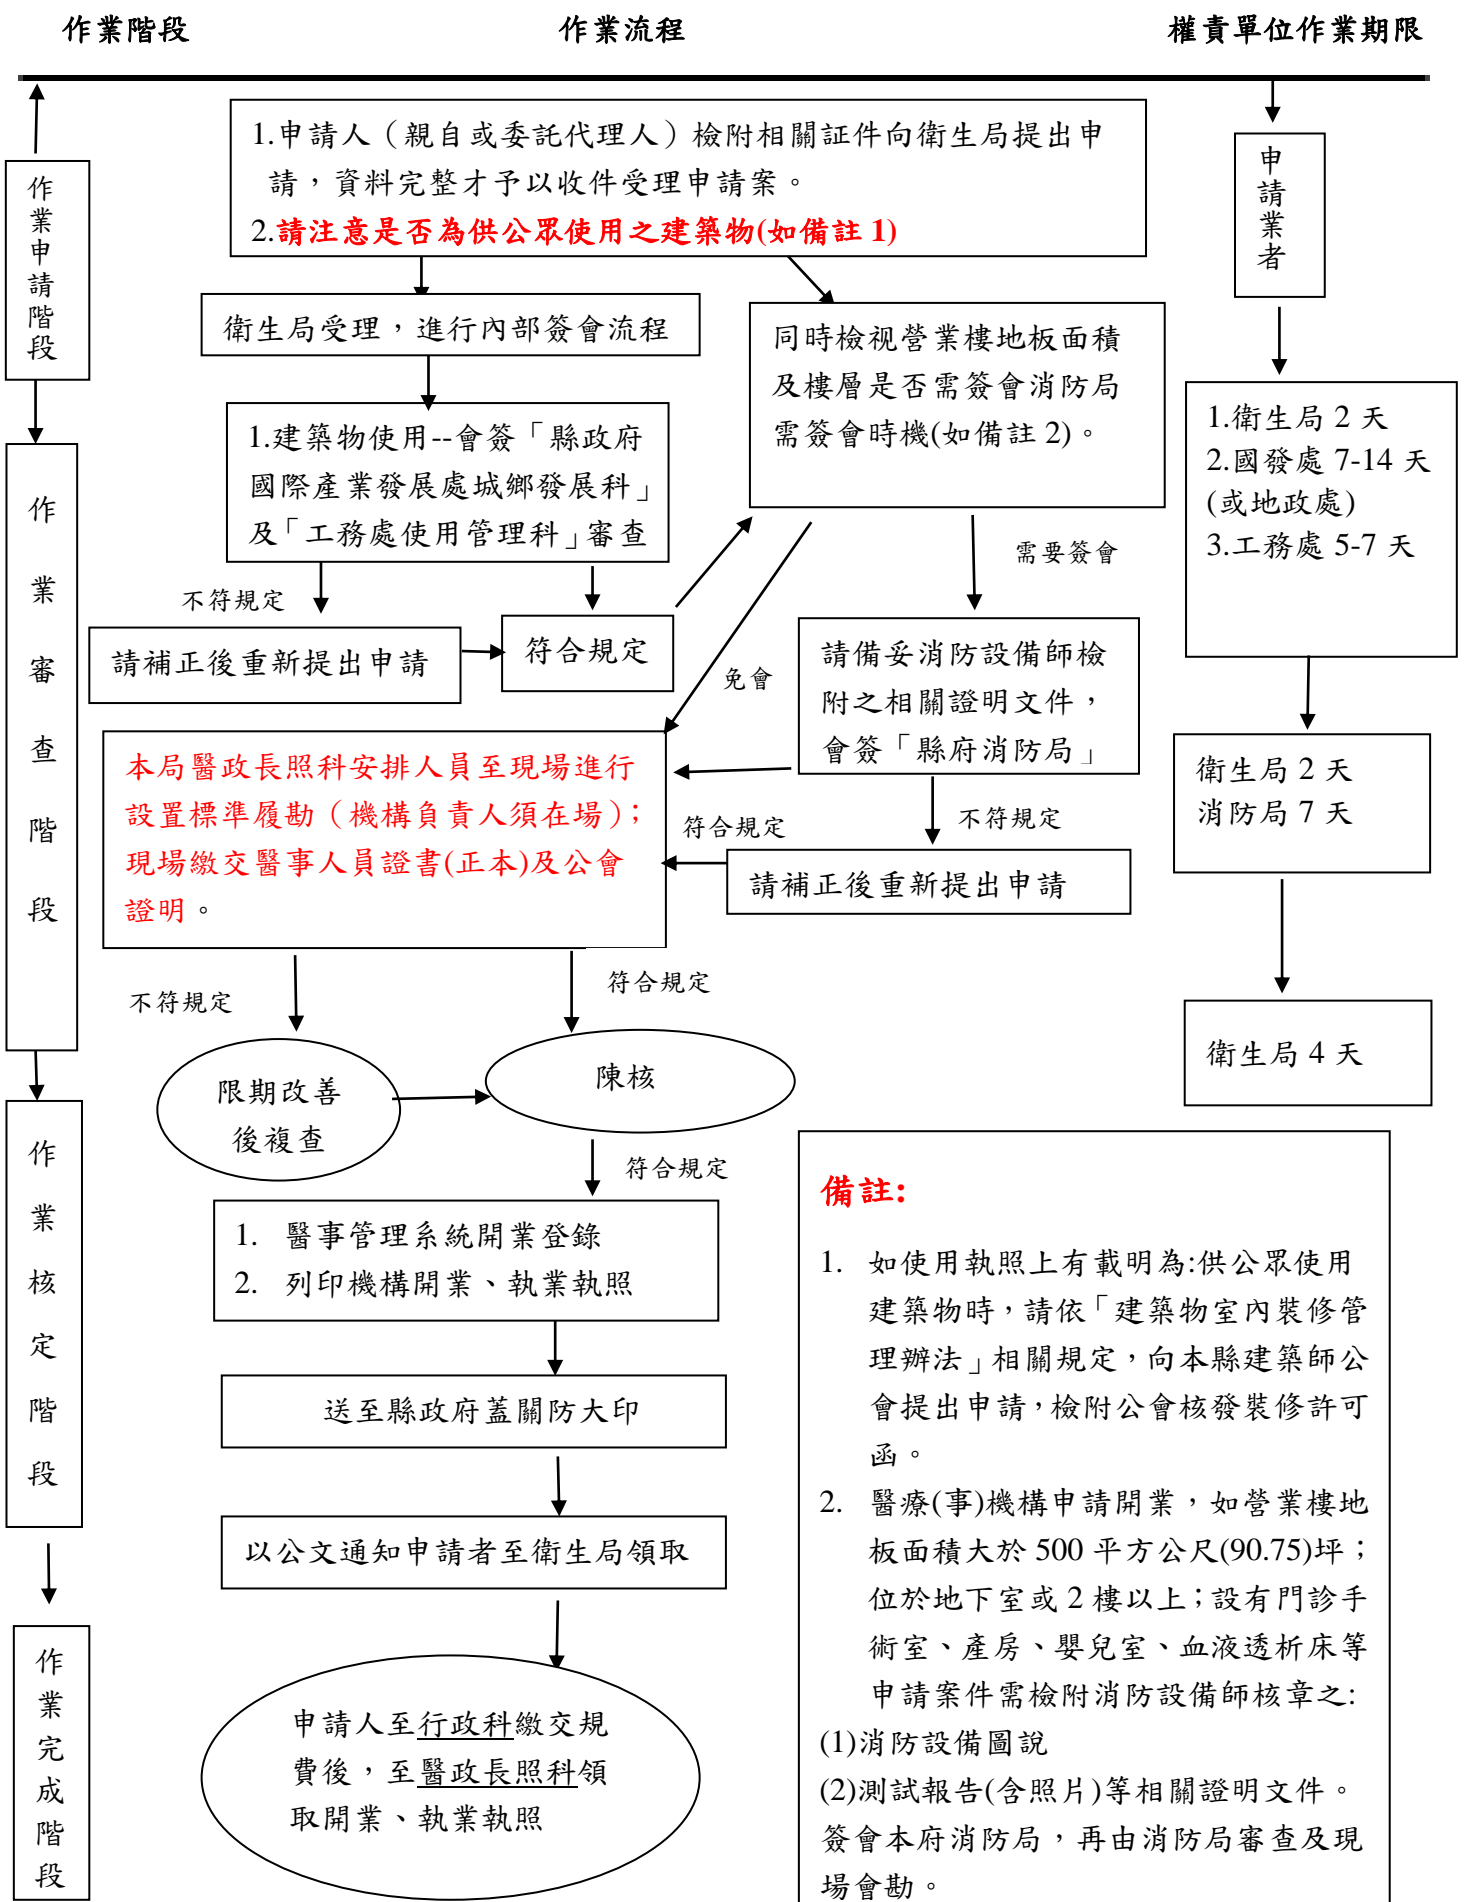 作業階段
作業流程
權責單位作業期限
作業申請階段
1.申請人（親自或委託代理人）檢附相關証件向衛生局提出申
請，資料完整才予以收件受理申請案。
2.請注意是否為供公眾使用之建築物(如備註 1)
申請業者
衛生局受理，進行內部簽會流程
同時檢視營業樓地板面積
及樓層是否需簽會消防局
需簽會時機(如備註 2)。
1.建築物使用--會簽「縣政府
國際產業發展處城鄉發展科」
及「工務處使用管理科」審查
1.衛生局 2 天
2.國發處 7-14 天
(或地政處)
3.工務處 5-7 天
作業審查階段
不符規定
需要簽會
請補正後重新提出申請
符合規定
免會
請備妥消防設備師檢
附之相關證明文件，
會簽「縣府消防局」
本局醫政長照科安排人員至現場進行
設置標準履勘（機構負責人須在場）；
現場繳交醫事人員證書(正本)及公會
證明。
符合規定
不符規定
請補正後重新提出申請
衛生局 2 天
消防局 7 天
不符規定
符合規定
限期改善
後複查
陳核
衛生局 4 天
作業核定階段
符合規定
1. 醫事管理系統開業登錄
2. 列印機構開業、執業執照
送至縣政府蓋關防大印
以公文通知申請者至衛生局領取
作業完成階段
申請人至行政科繳交規
費後，至醫政長照科領
取開業、執業執照
備註:
1. 如使用執照上有載明為:供公眾使用
建築物時，請依「建築物室內裝修管
理辦法」相關規定，向本縣建築師公
會提出申請，檢附公會核發裝修許可
函。
2. 醫療(事)機構申請開業，如營業樓地
板面積大於 500 平方公尺(90.75)坪；
位於地下室或 2 樓以上；設有門診手
術室、產房、嬰兒室、血液透析床等
申請案件需檢附消防設備師核章之:
(1)消防設備圖說
(2)測試報告(含照片)等相關證明文件。
簽會本府消防局，再由消防局審查及現
場會勘。